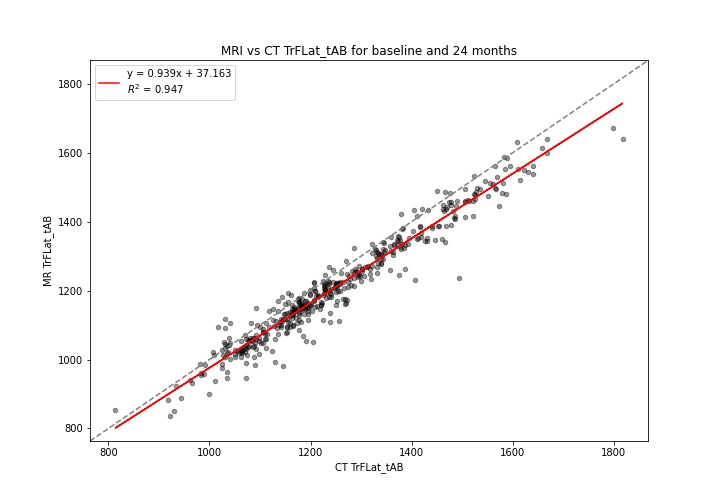 MRI vs CT TrFLat_tAB for baseline and 24 months
y = 0.939x + 37.163
R² = 0.947
1800
1600
1400
1200
1000
800
MR TrFLat_tAB
800 1000 1200 1400 1600 1800
CT TrFLat_tAB